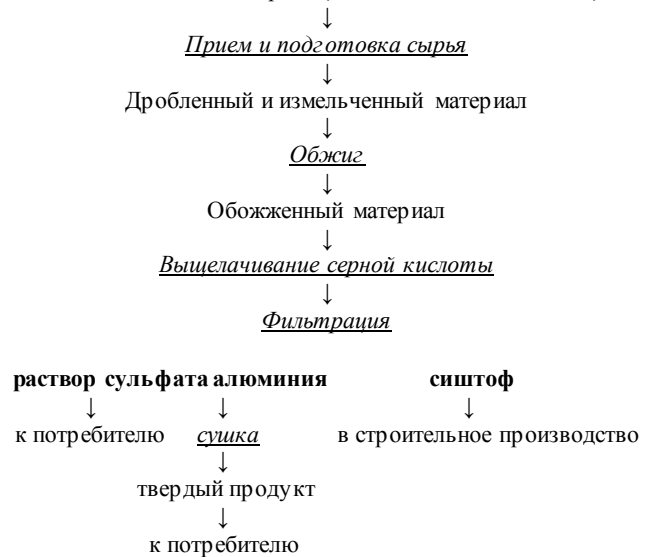 ↓
Прием и подготовка сырья
↓
Дробленный и измельченный материал
↓
Обжиг
↓
Обожженный материал
↓
Выщелачивание серной кислоты
↓
Фильтрация
раствор сульфата алюминия сиштоф
↓ ↓ ↓
к потребителю сушка в строительное производство
↓
твердый продукт
↓
к потребителю